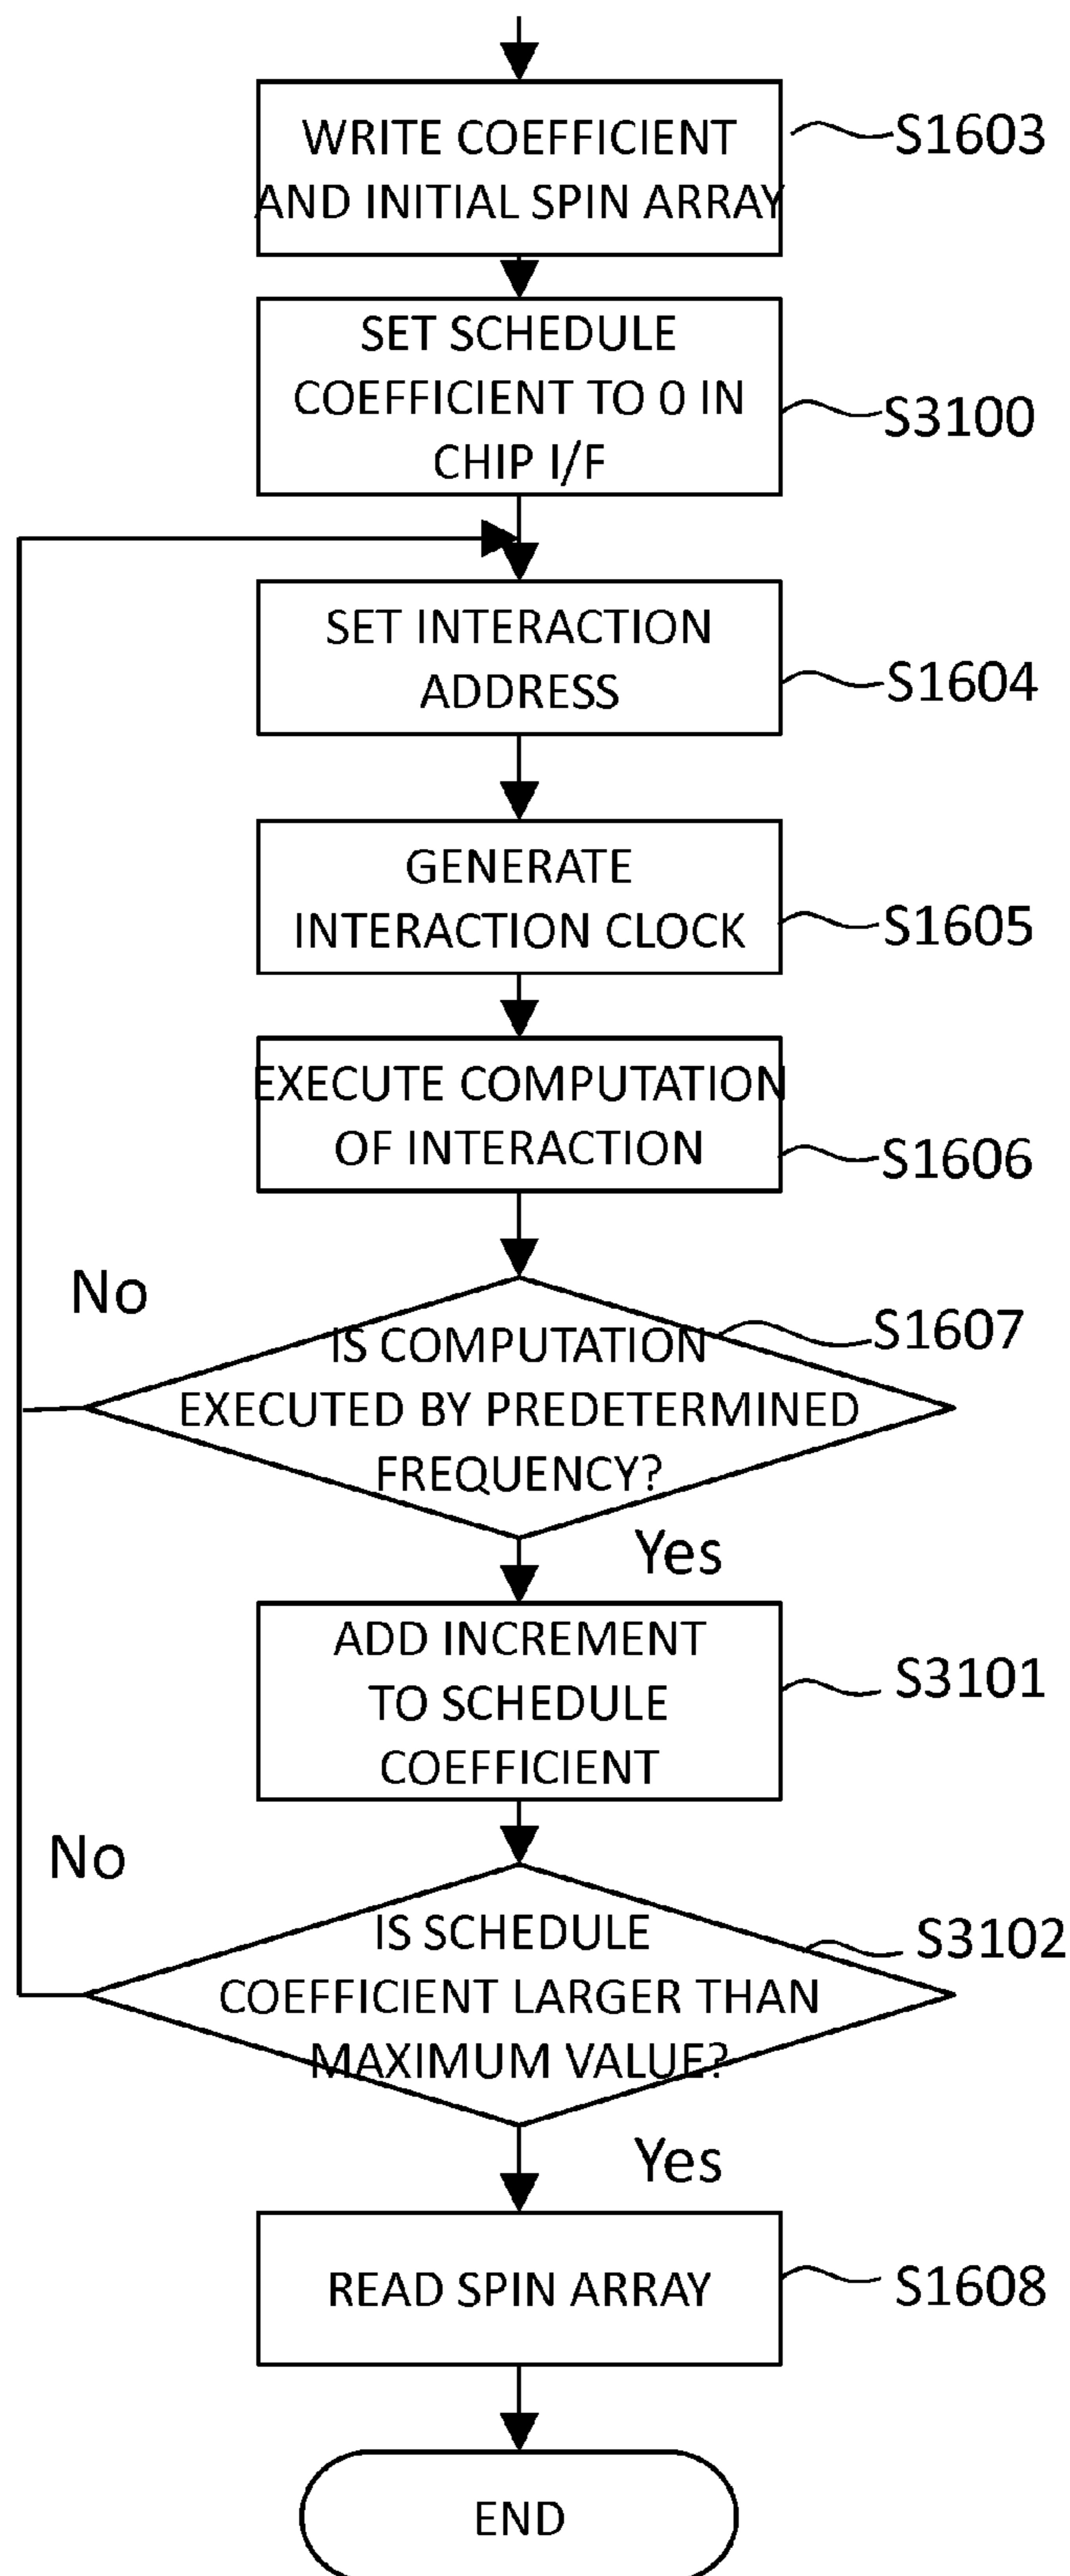 WRITE COEFFICIENT
AND INITIAL SPIN ARRAY
S1603
SET SCHEDULE
COEFFICIENT TO 0 IN
CHIP I/F
S3100
SET INTERACTION
ADDRESS
S1604
GENERATE
INTERACTION CLOCK
S1605
EXECUTE COMPUTATION
OF INTERACTION
S1606
No
IS COMPUTATION
EXECUTED BY PREDETERMINED
FREQUENCY?
S1607
Yes
ADD INCREMENT
TO SCHEDULE
COEFFICIENT
S3101
No
IS SCHEDULE
COEFFICIENT LARGER THAN
MAXIMUM VALUE?
S3102
Yes
READ SPIN ARRAY
S1608
END